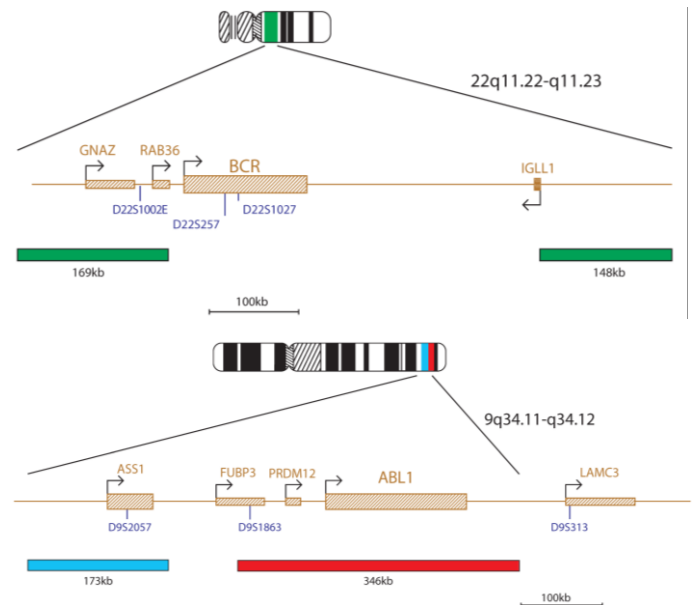 22q11.22-q11.23
GNAZ RAB36 BCR IGLL1
D22S1002E D22S1027
D22S257
169kb 148kb
100kb
9q34.11-q34.12
ASS1 FUBP3 PRDM12 ABL1 LAMC3
D9S2057 D9S1863 D9S313
173kb 346kb
100kb